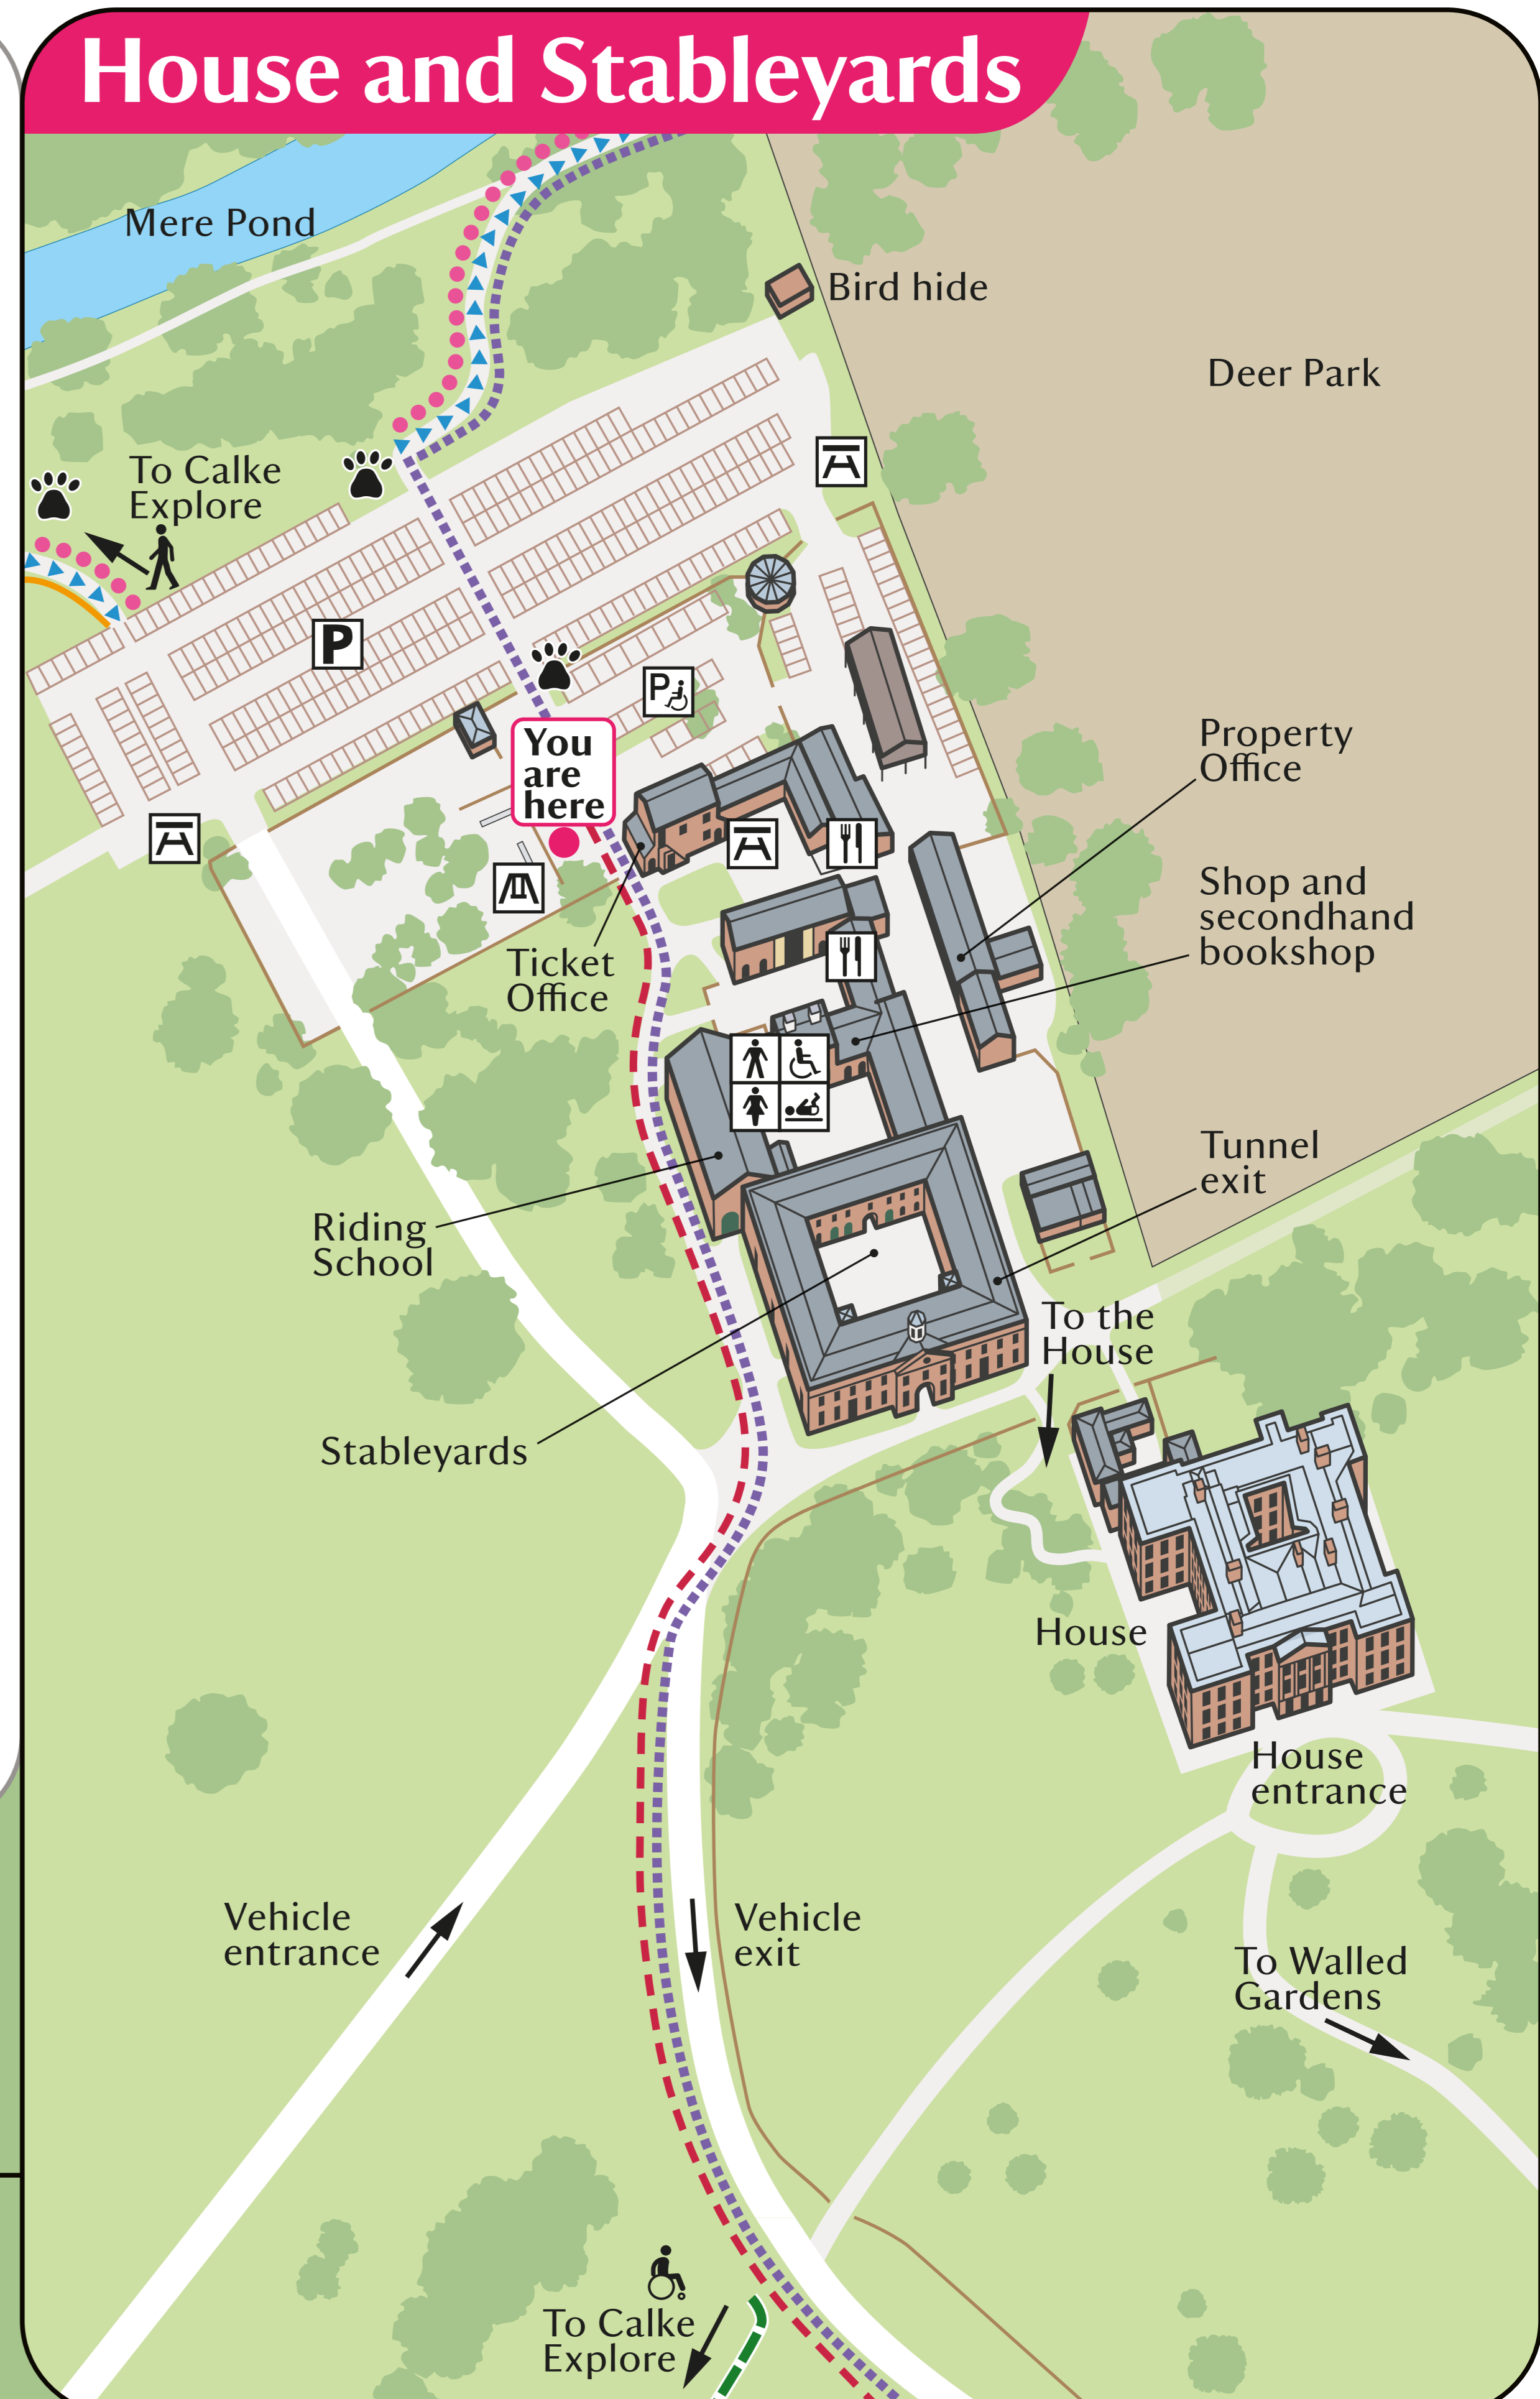 House and Stableyards
Mere Pond
Bird hide
Deer Park
To Calke
Explore
P
P
You
are
here
Property
Office
Shop and
secondhand
bookshop
Ticket
Office
Tunnel
exit
Riding
School
To the
House
Stableyards
House
House
entrance
Vehicle
entrance
Vehicle
exit
To Walled
Gardens
To Calke
Explore